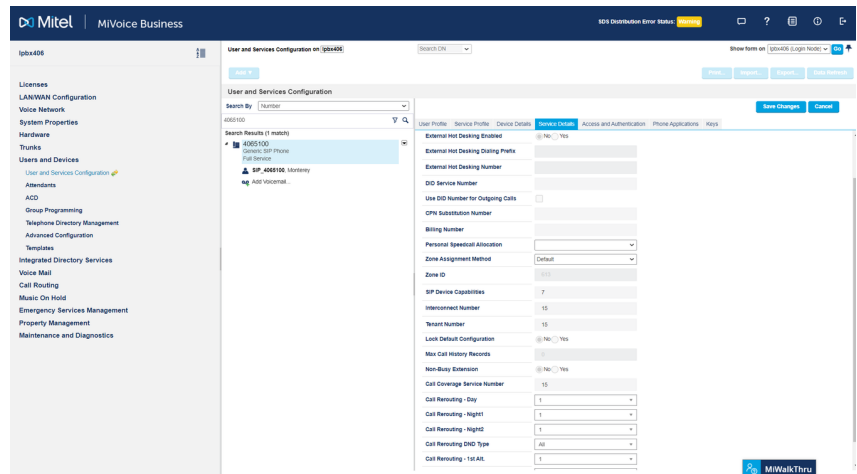 Mitel | MiVoice Business
SDS Distribution Error Status: Warning
lpbx406
User and Services Configuration on lpbx406
Search DN
Show form on lpbx406 (Login Node) Go
Add
Print... Import... Export... Data Refresh
Licenses
LAN/WAN Configuration
Voice Network
System Properties
Hardware
Trunks
Users and Devices
User and Services Configuration
Attendants
ACD
Group Programming
Telephone Directory Management
Advanced Configuration
Templates
Integrated Directory Services
Voice Mail
Call Routing
Music On Hold
Emergency Services Management
Property Management
Maintenance and Diagnostics
User and Services Configuration
Search By Number
4065100
Search Results (1 match)
4065100
Generic SIP Phone
Full Service
SIP_4065100, Monterey
Add Voicemail...
Save Changes Cancel
User Profile Service Profile Device Details Service Details Access and Authentication Phone Applications Keys
External Hot Desking Enabled No Yes
External Hot Desking Dialing Prefix
External Hot Desking Number
DID Service Number
Use DID Number for Outgoing Calls
CPN Substitution Number
Billing Number
Personal Speedcall Allocation
Zone Assignment Method Default
Zone ID
SIP Device Capabilities 7
Interconnect Number 15
Tenant Number 15
Lock Default Configuration No Yes
Max Call History Records
Non-Busy Extension No Yes
Call Coverage Service Number 15
Call Rerouting - Day 1
Call Rerouting - Night1 1
Call Rerouting - Night2 1
Call Rerouting DND Type All
Call Rerouting - 1st Alt. 1
MiWalkThru